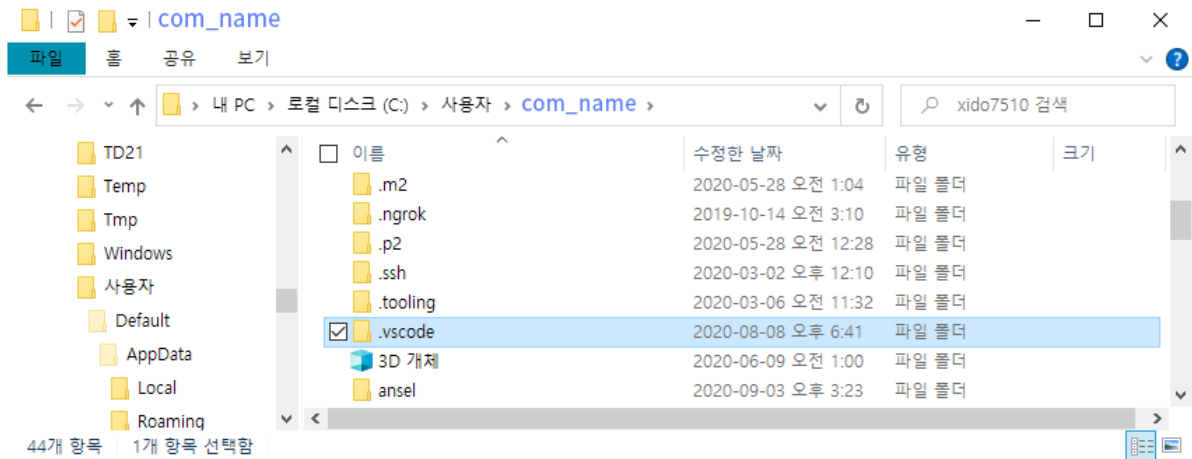 com_name
파일 홈 공유 보기
내 PC > 로컬 디스크 (C:) > 사용자 > com_name >
xido7510 검색
TD21
Temp
Tmp
Windows
사용자
Default
AppData
Local
Roaming
이름 수정한 날짜 유형 크기
.m2 2020-05-28 오전 1:04 파일 폴더
.ngrok 2019-10-14 오전 3:10 파일 폴더
.p2 2020-05-28 오전 12:28 파일 폴더
.ssh 2020-03-02 오후 12:10 파일 폴더
.tooling 2020-03-06 오전 11:32 파일 폴더
.vscode 2020-08-08 오후 6:41 파일 폴더
3D 개체 2020-06-09 오전 1:00 파일 폴더
ansel 2020-09-03 오후 3:23 파일 폴더
44개 항목 1개 항목 선택함